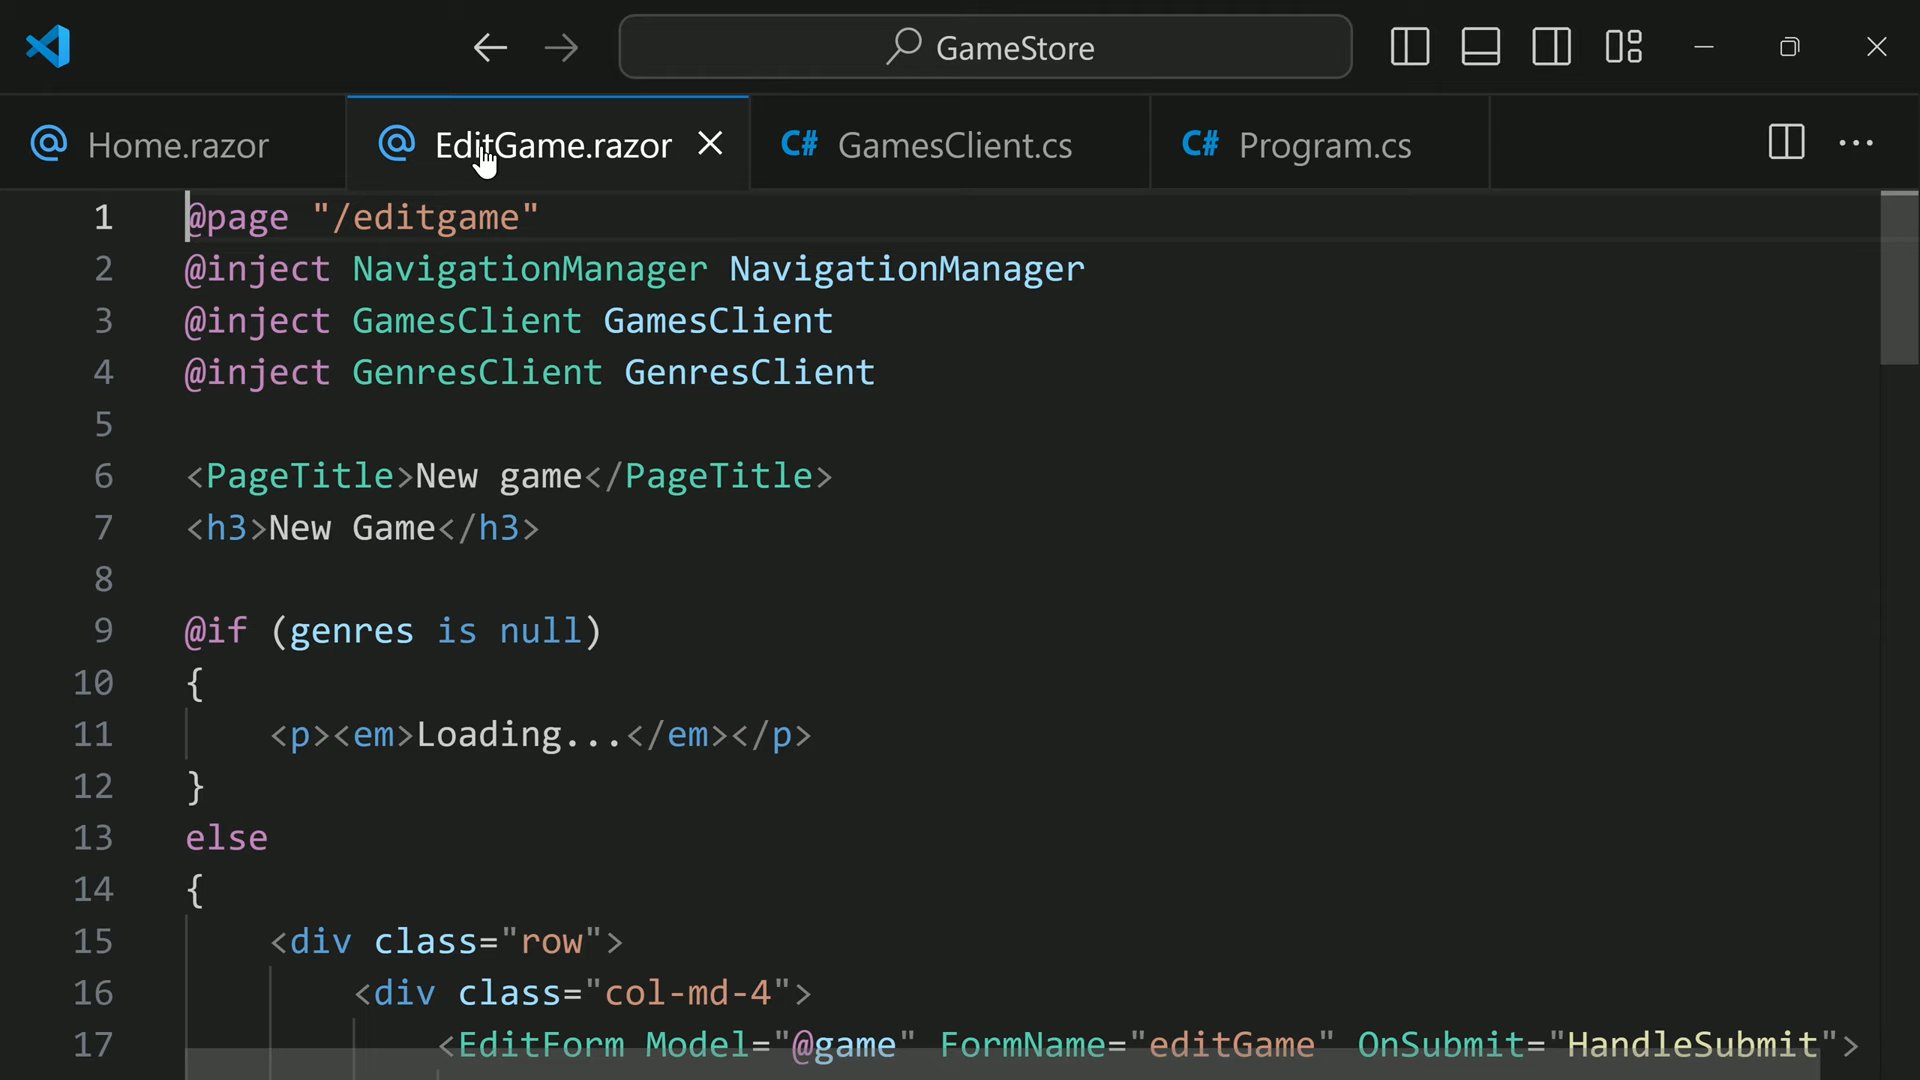 GameStore
Home.razor
EditGame.razor
C# GamesClient.cs
C# Program.cs
1 @page "/editgame"
2 @inject NavigationManager NavigationManager
3 @inject GamesClient GamesClient
4 @inject GenresClient GenresClient
5
6 <PageTitle>New game</PageTitle>
7 <h3>New Game</h3>
8
9 @if (genres is null)
10 {
11 <p><em>Loading...</em></p>
12 }
13 else
14 {
15 <div class="row">
16 <div class="col-md-4">
17 <EditForm Model="@game" FormName="editGame" OnSubmit="HandleSubmit">